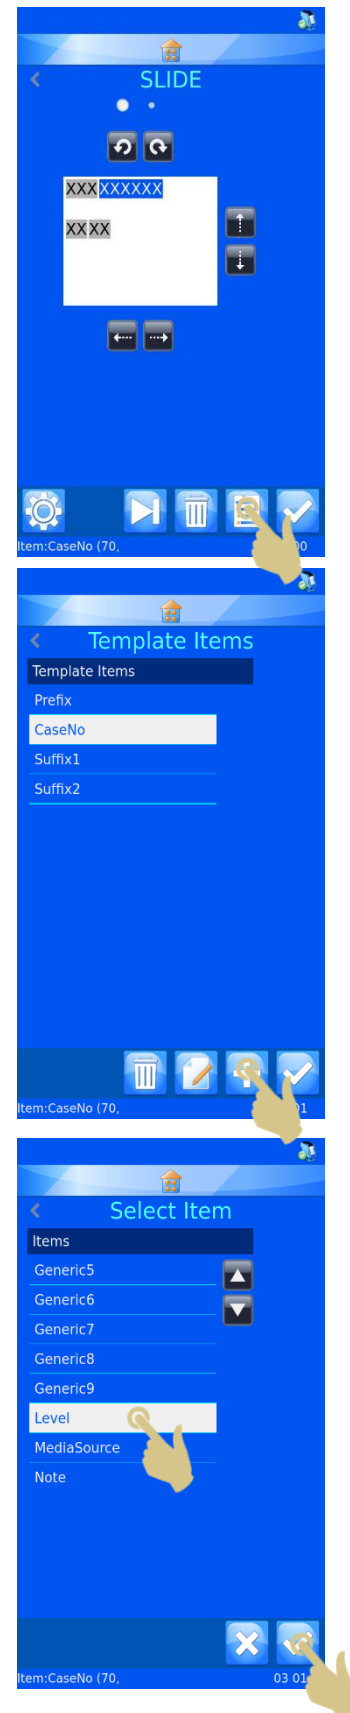 SLIDE
XXX XXXXXX
XX XX
Item:CaseNo (70,
Template Items
Template Items
Prefix
CaseNo
Suffix1
Suffix2
Item:CaseNo (70,
Select Item
Items
Generic5
Generic6
Generic7
Generic8
Generic9
Level
MediaSource
Note
Item:CaseNo (70,
03 01